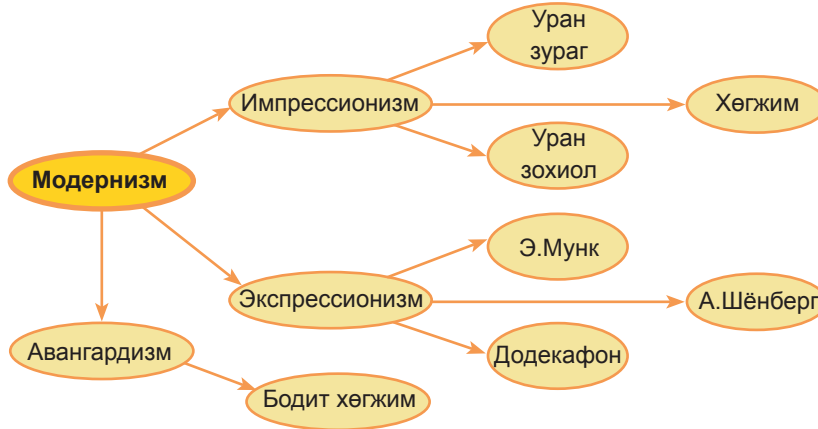 Уран
зураг
Импрессионизм
Хөгжим
Уран
зохиол
Модернизм
Э.Мунк
Экспрессионизм
А.Шёнберг
Авангардизм
Додекафон
Бодит хөгжим